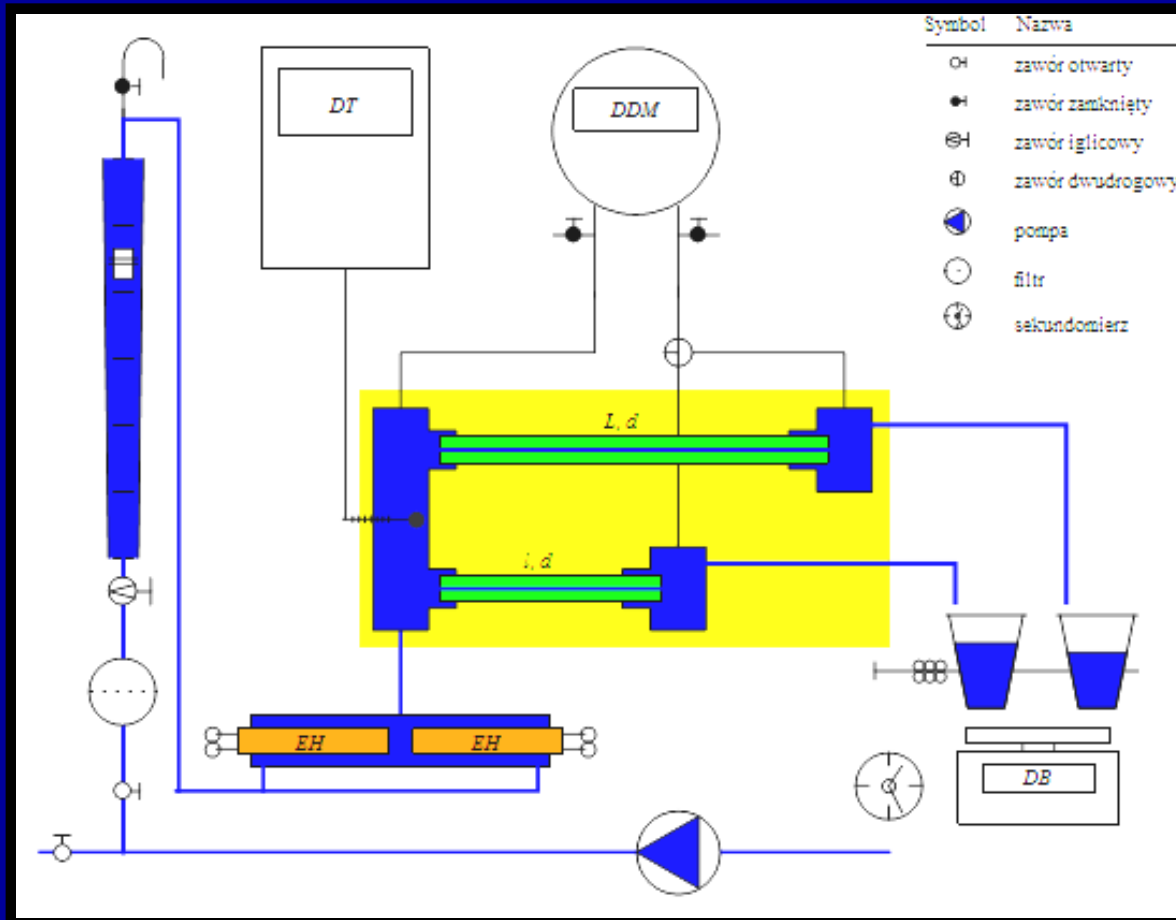 Symbol Nazwa
zawór otwarty
zawór zamknięty
zawór iglicowy
zawór dwudrogowy
pompa
filtr
sekundomierz
DT
DDM
L, d
l, d
EH
EH
DB